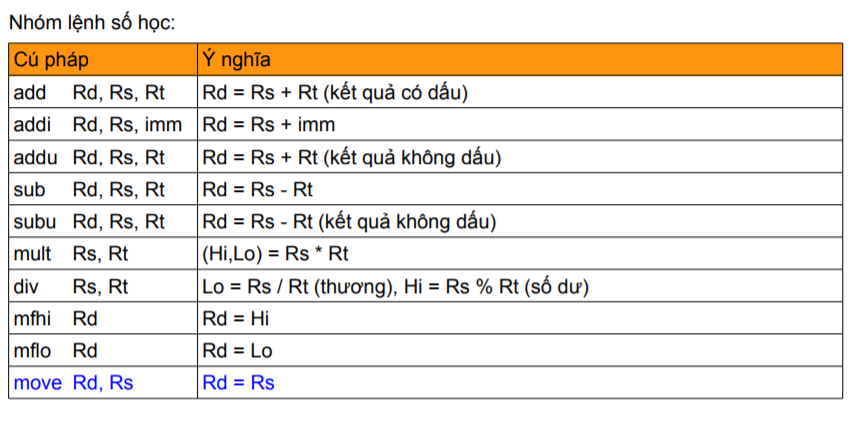 Nhóm lệnh số học:
Cú pháp Ý nghĩa
add Rd, Rs, Rt Rd = Rs + Rt (kết quả có dấu)
addi Rd, Rs, imm Rd = Rs + imm
addu Rd, Rs, Rt Rd = Rs + Rt (kết quả không dấu)
sub Rd, Rs, Rt Rd = Rs - Rt
subu Rd, Rs, Rt Rd = Rs - Rt (kết quả không dấu)
mult Rs, Rt (Hi,Lo) = Rs * Rt
div Rs, Rt Lo = Rs / Rt (thương), Hi = Rs % Rt (số dư)
mfhi Rd Rd = Hi
mflo Rd Rd = Lo
move Rd, Rs Rd = Rs